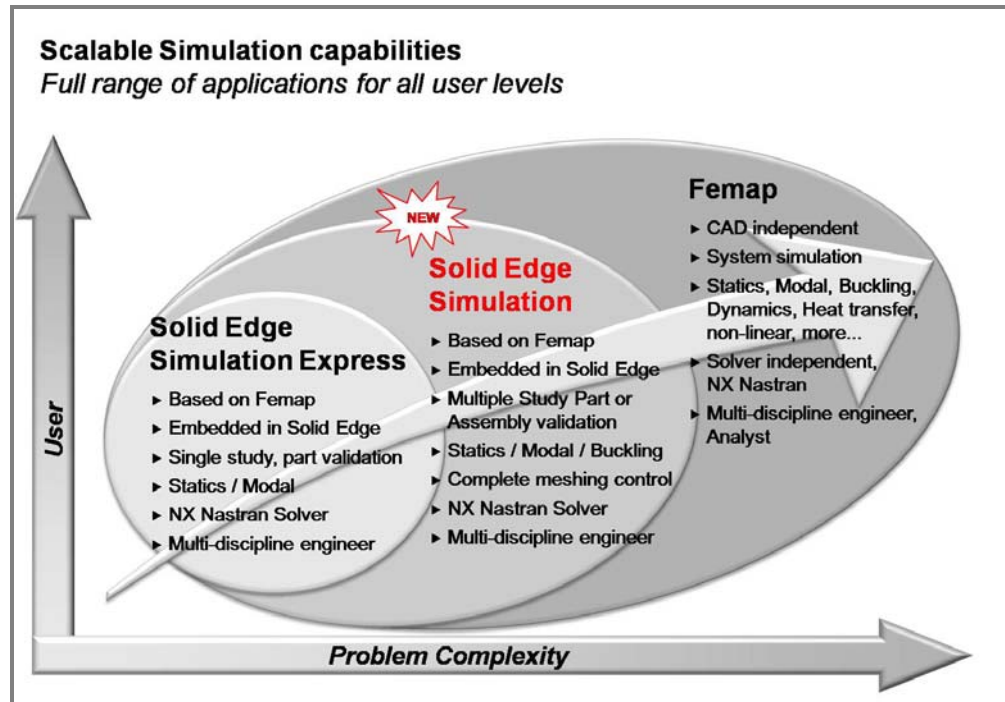 Scalable Simulation capabilities
Full range of applications for all user levels
User
Solid Edge
Simulation Express
▸ Based on Femap
▸ Embedded in Solid Edge
▸ Single study, part validation
▸ Statics / Modal
▸ NX Nastran Solver
▸ Multi-discipline engineer
NEW
Solid Edge
Simulation
▸ Based on Femap
▸ Embedded in Solid Edge
▸ Multiple Study Part or
Assembly validation
▸ Statics / Modal / Buckling
▸ Complete meshing control
▸ NX Nastran Solver
▸ Multi-discipline engineer
Femap
▸ CAD independent
▸ System simulation
▸ Statics, Modal, Buckling,
Dynamics, Heat transfer,
non-linear, more...
▸ Solver independent,
NX Nastran
▸ Multi-discipline engineer,
Analyst
Problem Complexity